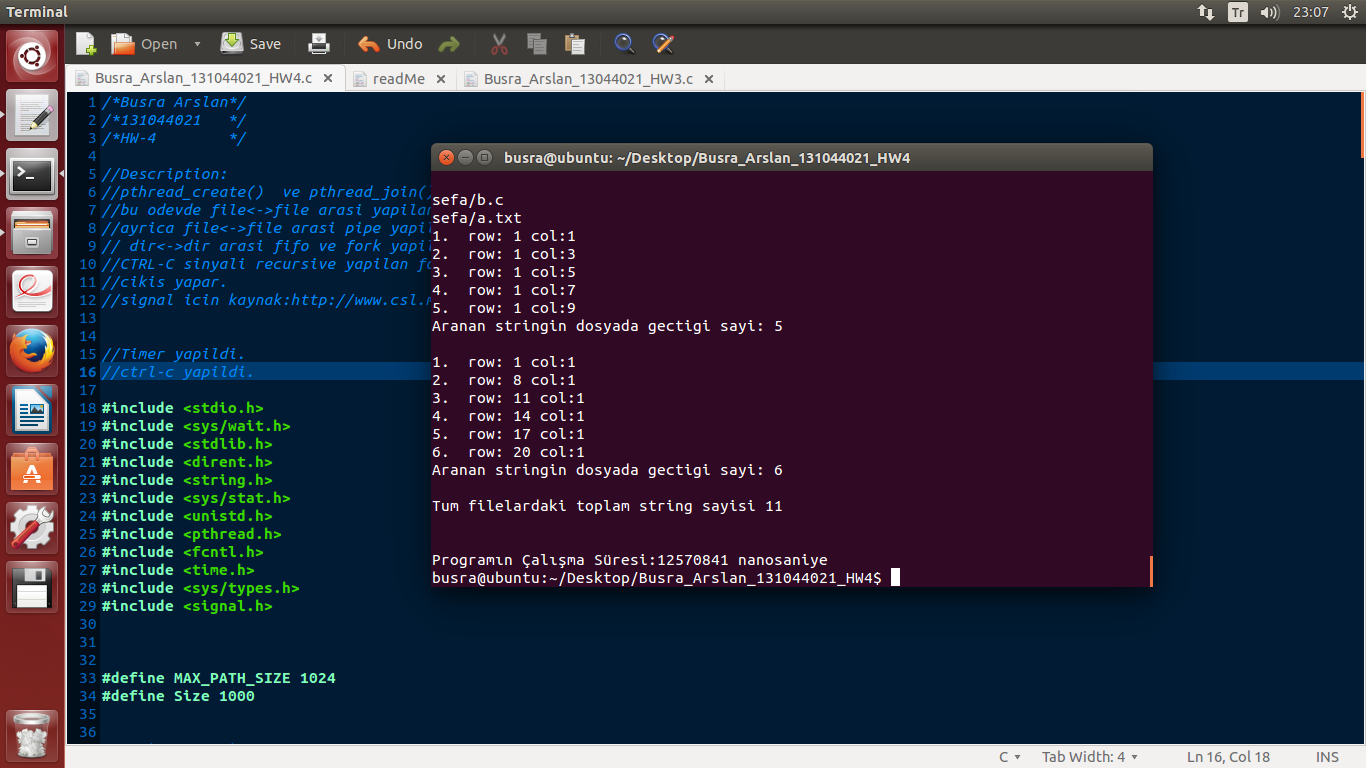 Terminal
Tr
23:07
Open
Save
Undo
Busra_Arslan_131044021_HW4.c
readMe
Busra_Arslan_13044021_HW3.c
1 /*Busra Arslan*/
2 /*131044021   */
3 /*HW-4        */
4
5 //Description:
6 //pthread_create()  ve pthread_join()
7 //bu odevde file<->file arasi yapilan
8 //ayrica file<->file arasi pipe yapil
9 // dir<->dir arasi fifo ve fork yapil
10 //CTRL-C sinyali recursive yapilan fo
11 //cikis yapar.
12 //signal icin kaynak:http://www.csl.m
13
14
15 //Timer yapildi.
16 //ctrl-c yapildi.
17
18 #include <stdio.h>
19 #include <sys/wait.h>
20 #include <stdlib.h>
21 #include <dirent.h>
22 #include <string.h>
23 #include <sys/stat.h>
24 #include <unistd.h>
25 #include <pthread.h>
26 #include <fcntl.h>
27 #include <time.h>
28 #include <sys/types.h>
29 #include <signal.h>
30
31
32
33 #define MAX_PATH_SIZE 1024
34 #define Size 1000
35
36
busra@ubuntu: ~/Desktop/Busra_Arslan_131044021_HW4
sefa/b.c
sefa/a.txt
1.  row: 1 col:1
2.  row: 1 col:3
3.  row: 1 col:5
4.  row: 1 col:7
5.  row: 1 col:9
Aranan stringin dosyada gectigi sayi: 5
1.  row: 1 col:1
2.  row: 8 col:1
3.  row: 11 col:1
4.  row: 14 col:1
5.  row: 17 col:1
6.  row: 20 col:1
Aranan stringin dosyada gectigi sayi: 6
Tum filelardaki toplam string sayisi 11
Programın Çalışma Süresi:12570841 nanosaniye
busra@ubuntu:~/Desktop/Busra_Arslan_131044021_HW4$
C
Tab Width: 4
Ln 16, Col 18
INS